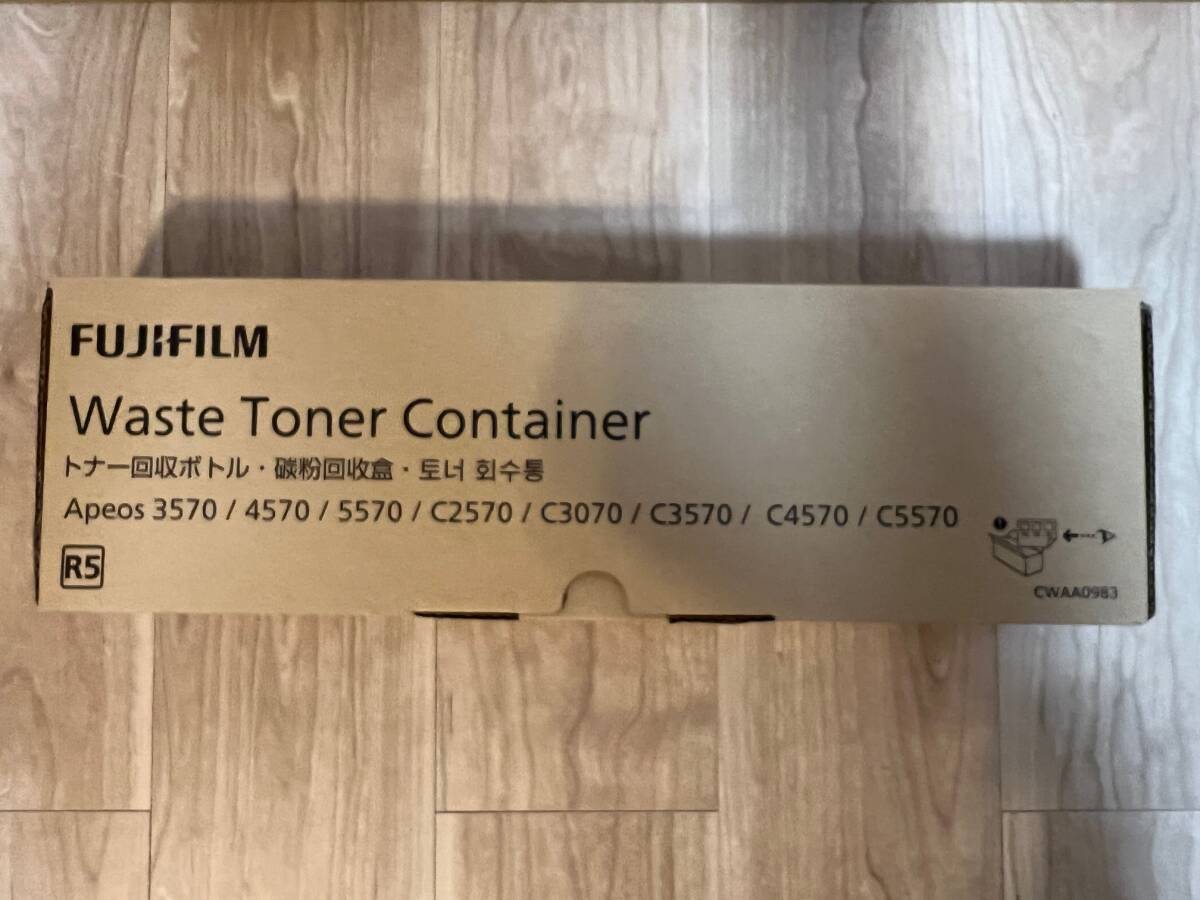 FUJIFILM
Waste Toner Container
トナー回収ボトル・碳粉回收盒・토너 회수통
Apeos 3570 / 4570 / 5570 / C2570 / C3070 / C3570 / C4570 / C5570
R5
CWAA0983